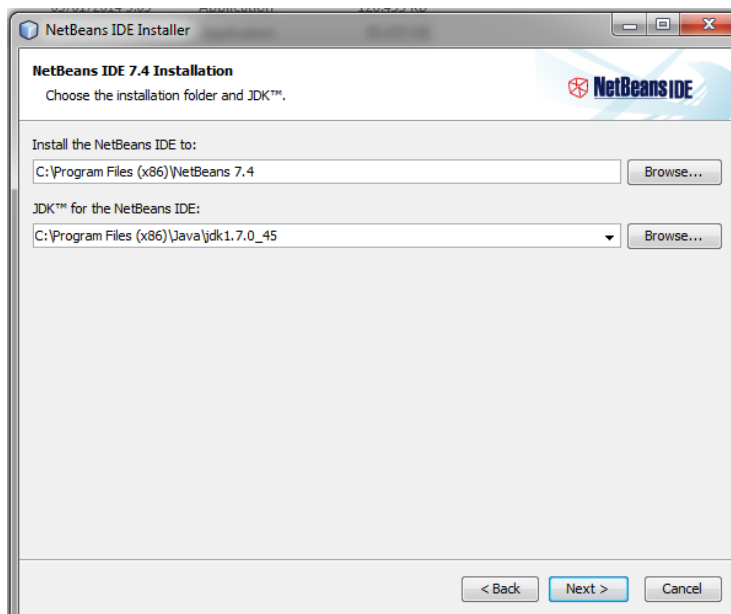 NetBeans IDE Installer
NetBeans IDE 7.4 Installation
Choose the installation folder and JDK™.
NetBeans IDE
Install the NetBeans IDE to:
C:\Program Files (x86)\NetBeans 7.4
Browse...
JDK™ for the NetBeans IDE:
C:\Program Files (x86)\Java\jdk1.7.0_45
Browse...
< Back
Next >
Cancel